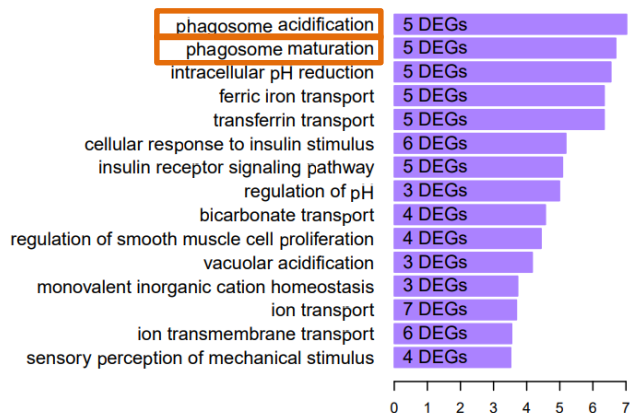 phagosome acidification 5 DEGs
phagosome maturation 5 DEGs
intracellular pH reduction 5 DEGs
ferric iron transport 5 DEGs
transferrin transport 5 DEGs
cellular response to insulin stimulus 6 DEGs
insulin receptor signaling pathway 5 DEGs
regulation of pH 3 DEGs
bicarbonate transport 4 DEGs
regulation of smooth muscle cell proliferation 4 DEGs
vacuolar acidification 3 DEGs
monovalent inorganic cation homeostasis 3 DEGs
ion transport 7 DEGs
ion transmembrane transport 6 DEGs
sensory perception of mechanical stimulus 4 DEGs
0 1 2 3 4 5 6 7